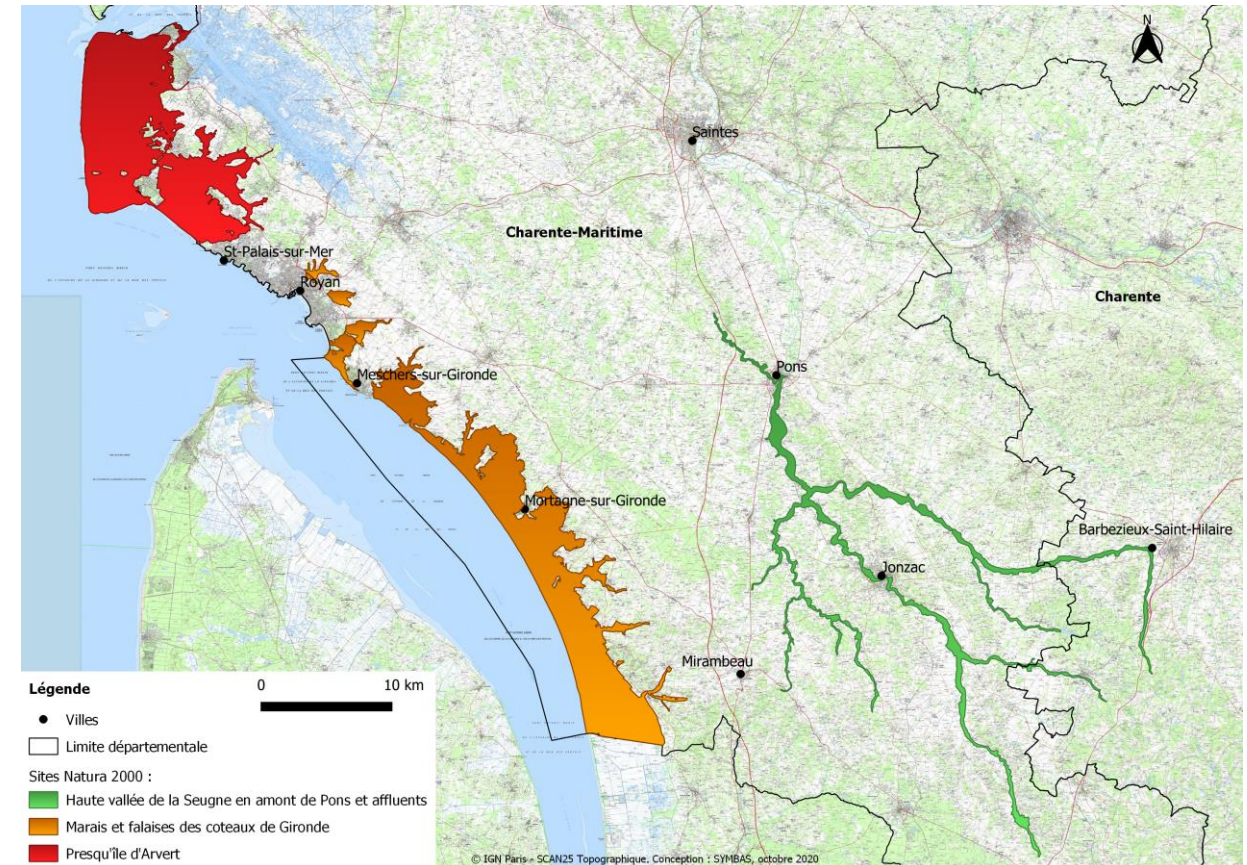 N
Saintes
Charente-Maritime
St-Palais-sur-Mer
Royan
Charente
Pons
Meschers-sur-Gironde
Mortagne-sur-Gironde
Barbezieux-Saint-Hilaire
Jonzac
Mirambeau
Légende
0 10 km
Villes
Limite départementale
Sites Natura 2000 :
Haute vallée de la Seugne en amont de Pons et affluents
Marais et falaises des coteaux de Gironde
Presqu'île d'Arvert
© IGN Paris - SCAN25 Topographique. Conception : SYMBAS, octobre 2020